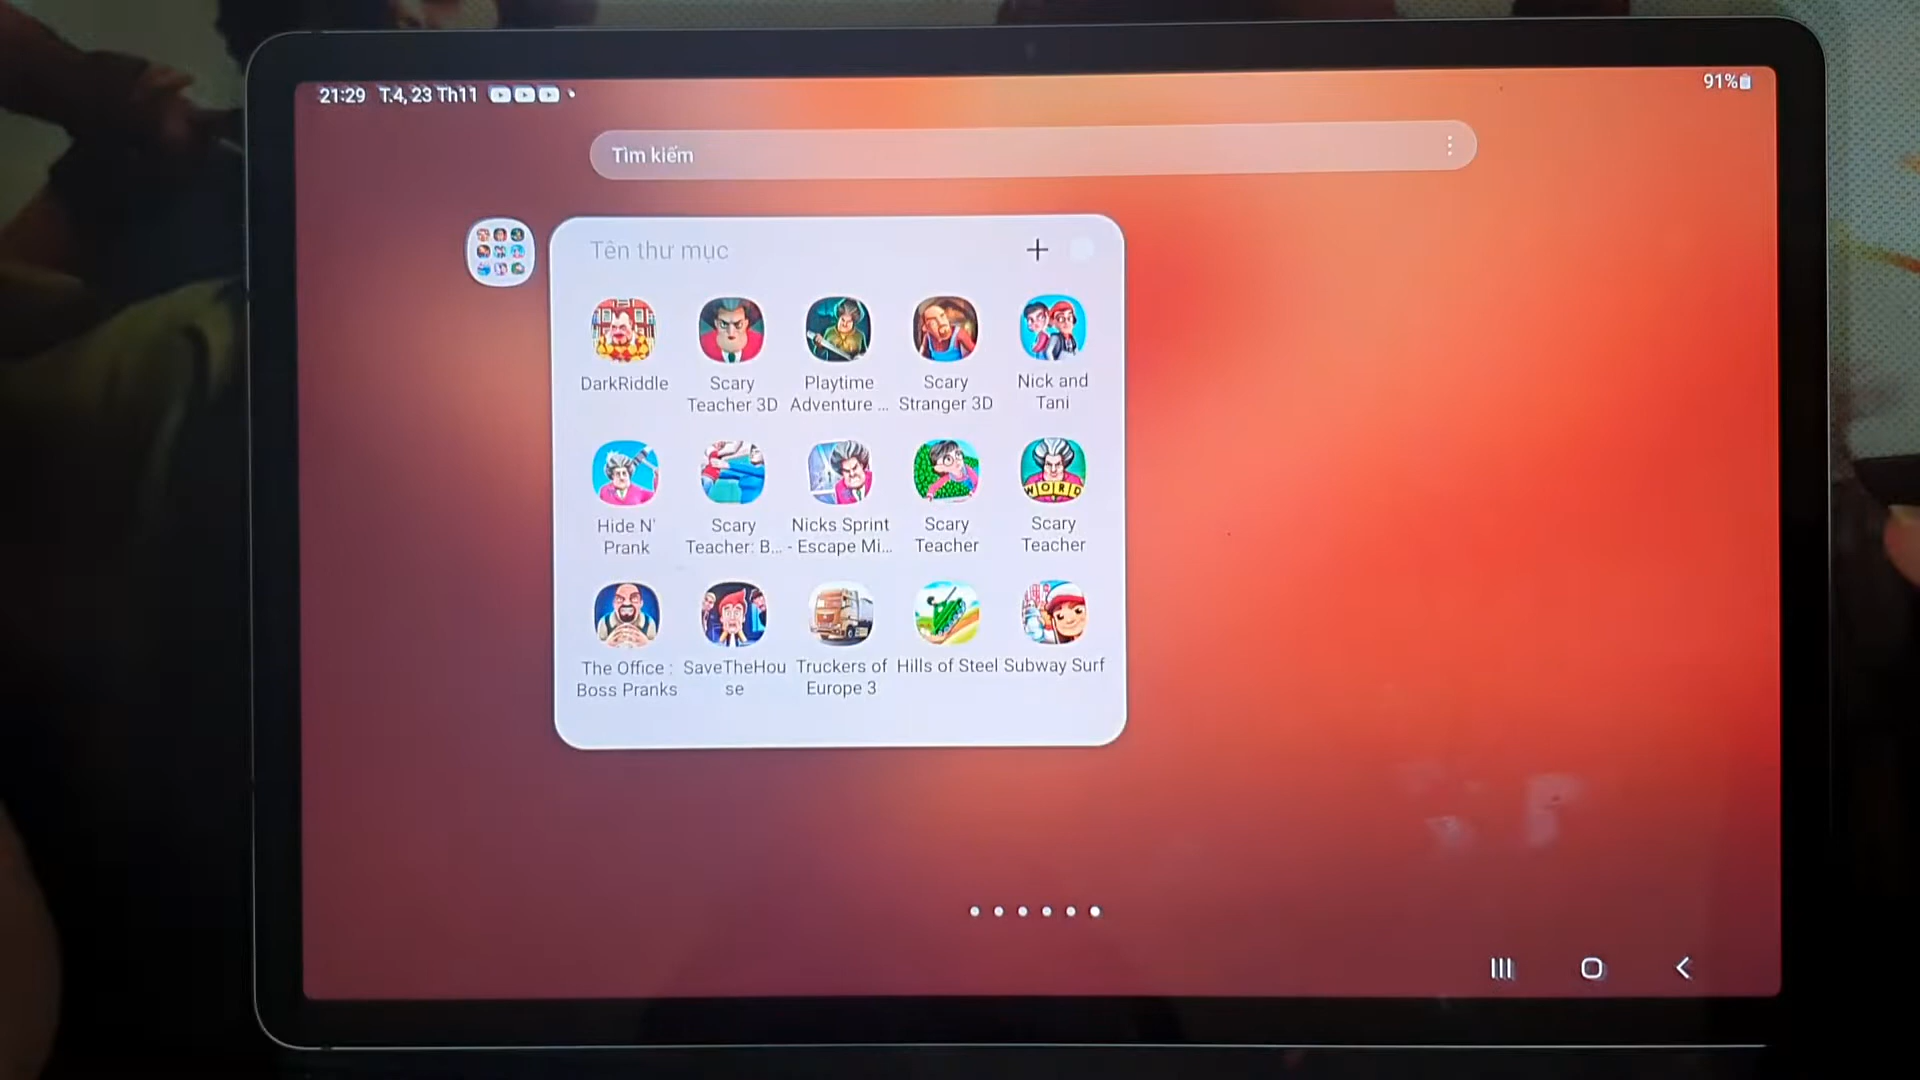 21:29 T.4, 23 Th11
91%
Tìm kiếm
Tên thư mục
DarkRiddle
Scary
Teacher 3D
Playtime
Adventure ...
Scary
Stranger 3D
Nick and
Tani
Hide N'
Prank
Scary
Teacher: B...
Nicks Sprint
- Escape Mi...
Scary
Teacher
WORD
Scary
Teacher
The Office :
Boss Pranks
SaveTheHou
se
Truckers of
Europe 3
Hills of Steel
Subway Surf